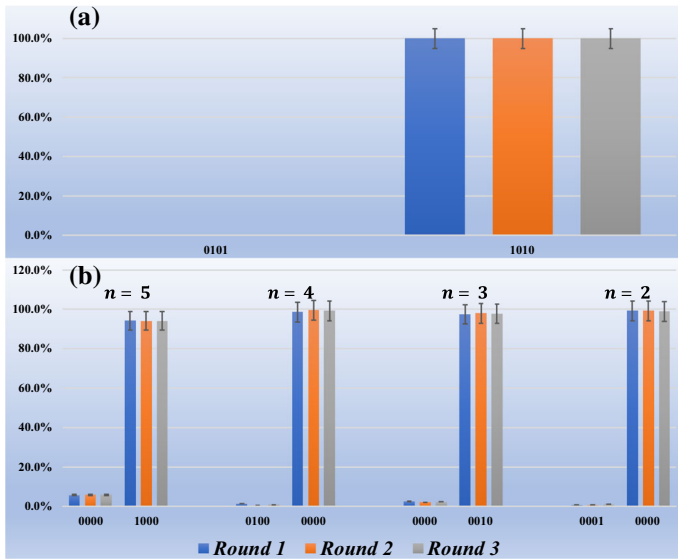 (a)
100.0%
80.0%
60.0%
40.0%
20.0%
0.0%
0101 1010
(b)
120.0%
n = 5 n = 4 n = 3 n = 2
100.0%
80.0%
60.0%
40.0%
20.0%
0.0%
0000 1000 0100 0000 0000 0010 0001 0000
Round 1 Round 2 Round 3